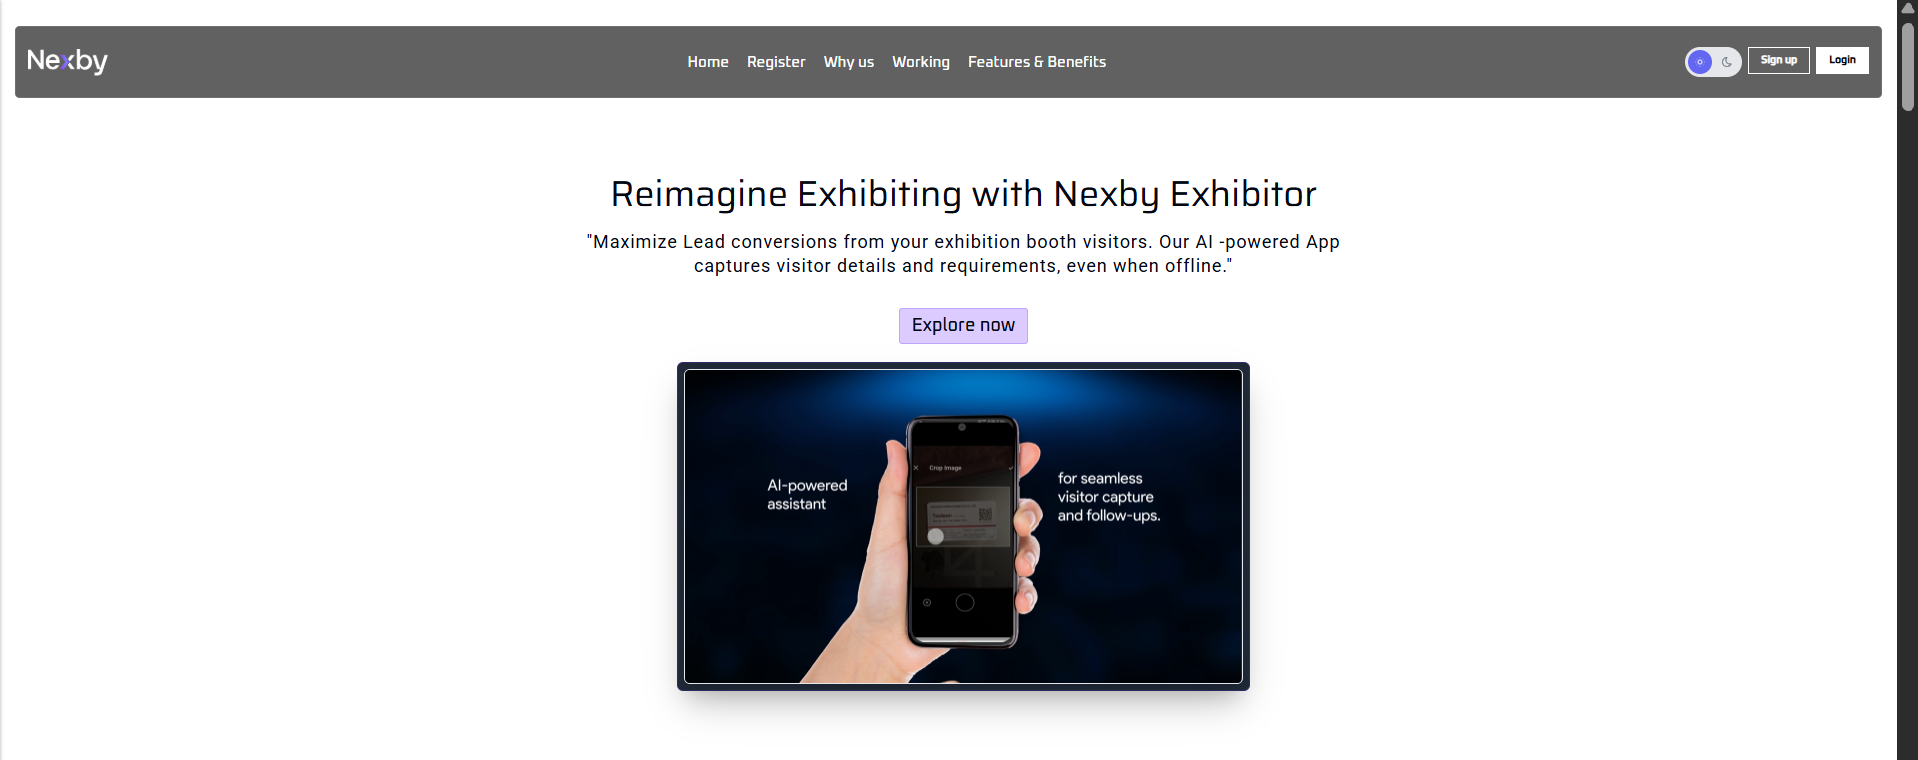 Nexby
Home Register Why us Working Features & Benefits
Sign up Login
Reimagine Exhibiting with Nexby Exhibitor
"Maximize Lead conversions from your exhibition booth visitors. Our AI -powered App
captures visitor details and requirements, even when offline."
Explore now
Crop Image
AI-powered
assistant
for seamless
visitor capture
and follow-ups.